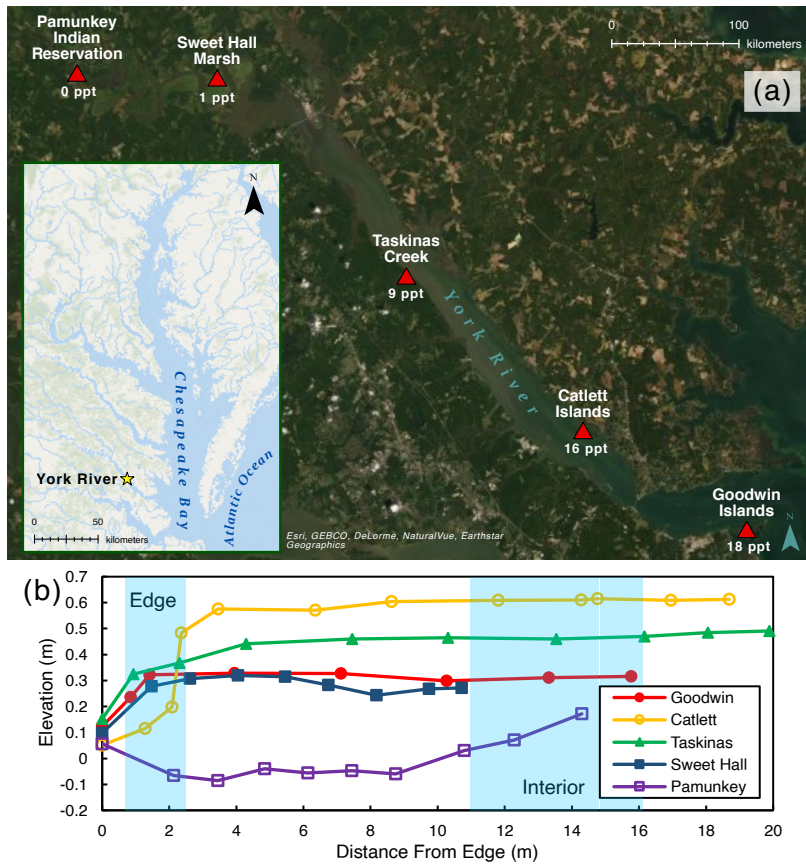 Pamunkey
Indian
Reservation
0 ppt
Sweet Hall
Marsh
1 ppt
0 100
kilometers
(a)
Taskinas
Creek
9 ppt
York River
Catlett
Islands
16 ppt
Goodwin
Islands
18 ppt
N
N
Chesapeake Bay
York River
Atlantic Ocean
0 50
kilometers
Esri, GEBCO, DeLorme, NaturalVue, Earthstar
Geographics
(b)
Edge
Interior
Elevation (m)
0.7
0.6
0.5
0.4
0.3
0.2
0.1
0
-0.1
-0.2
Goodwin
Catlett
Taskinas
Sweet Hall
Pamunkey
0 2 4 6 8 10 12 14 16 18 20
Distance From Edge (m)